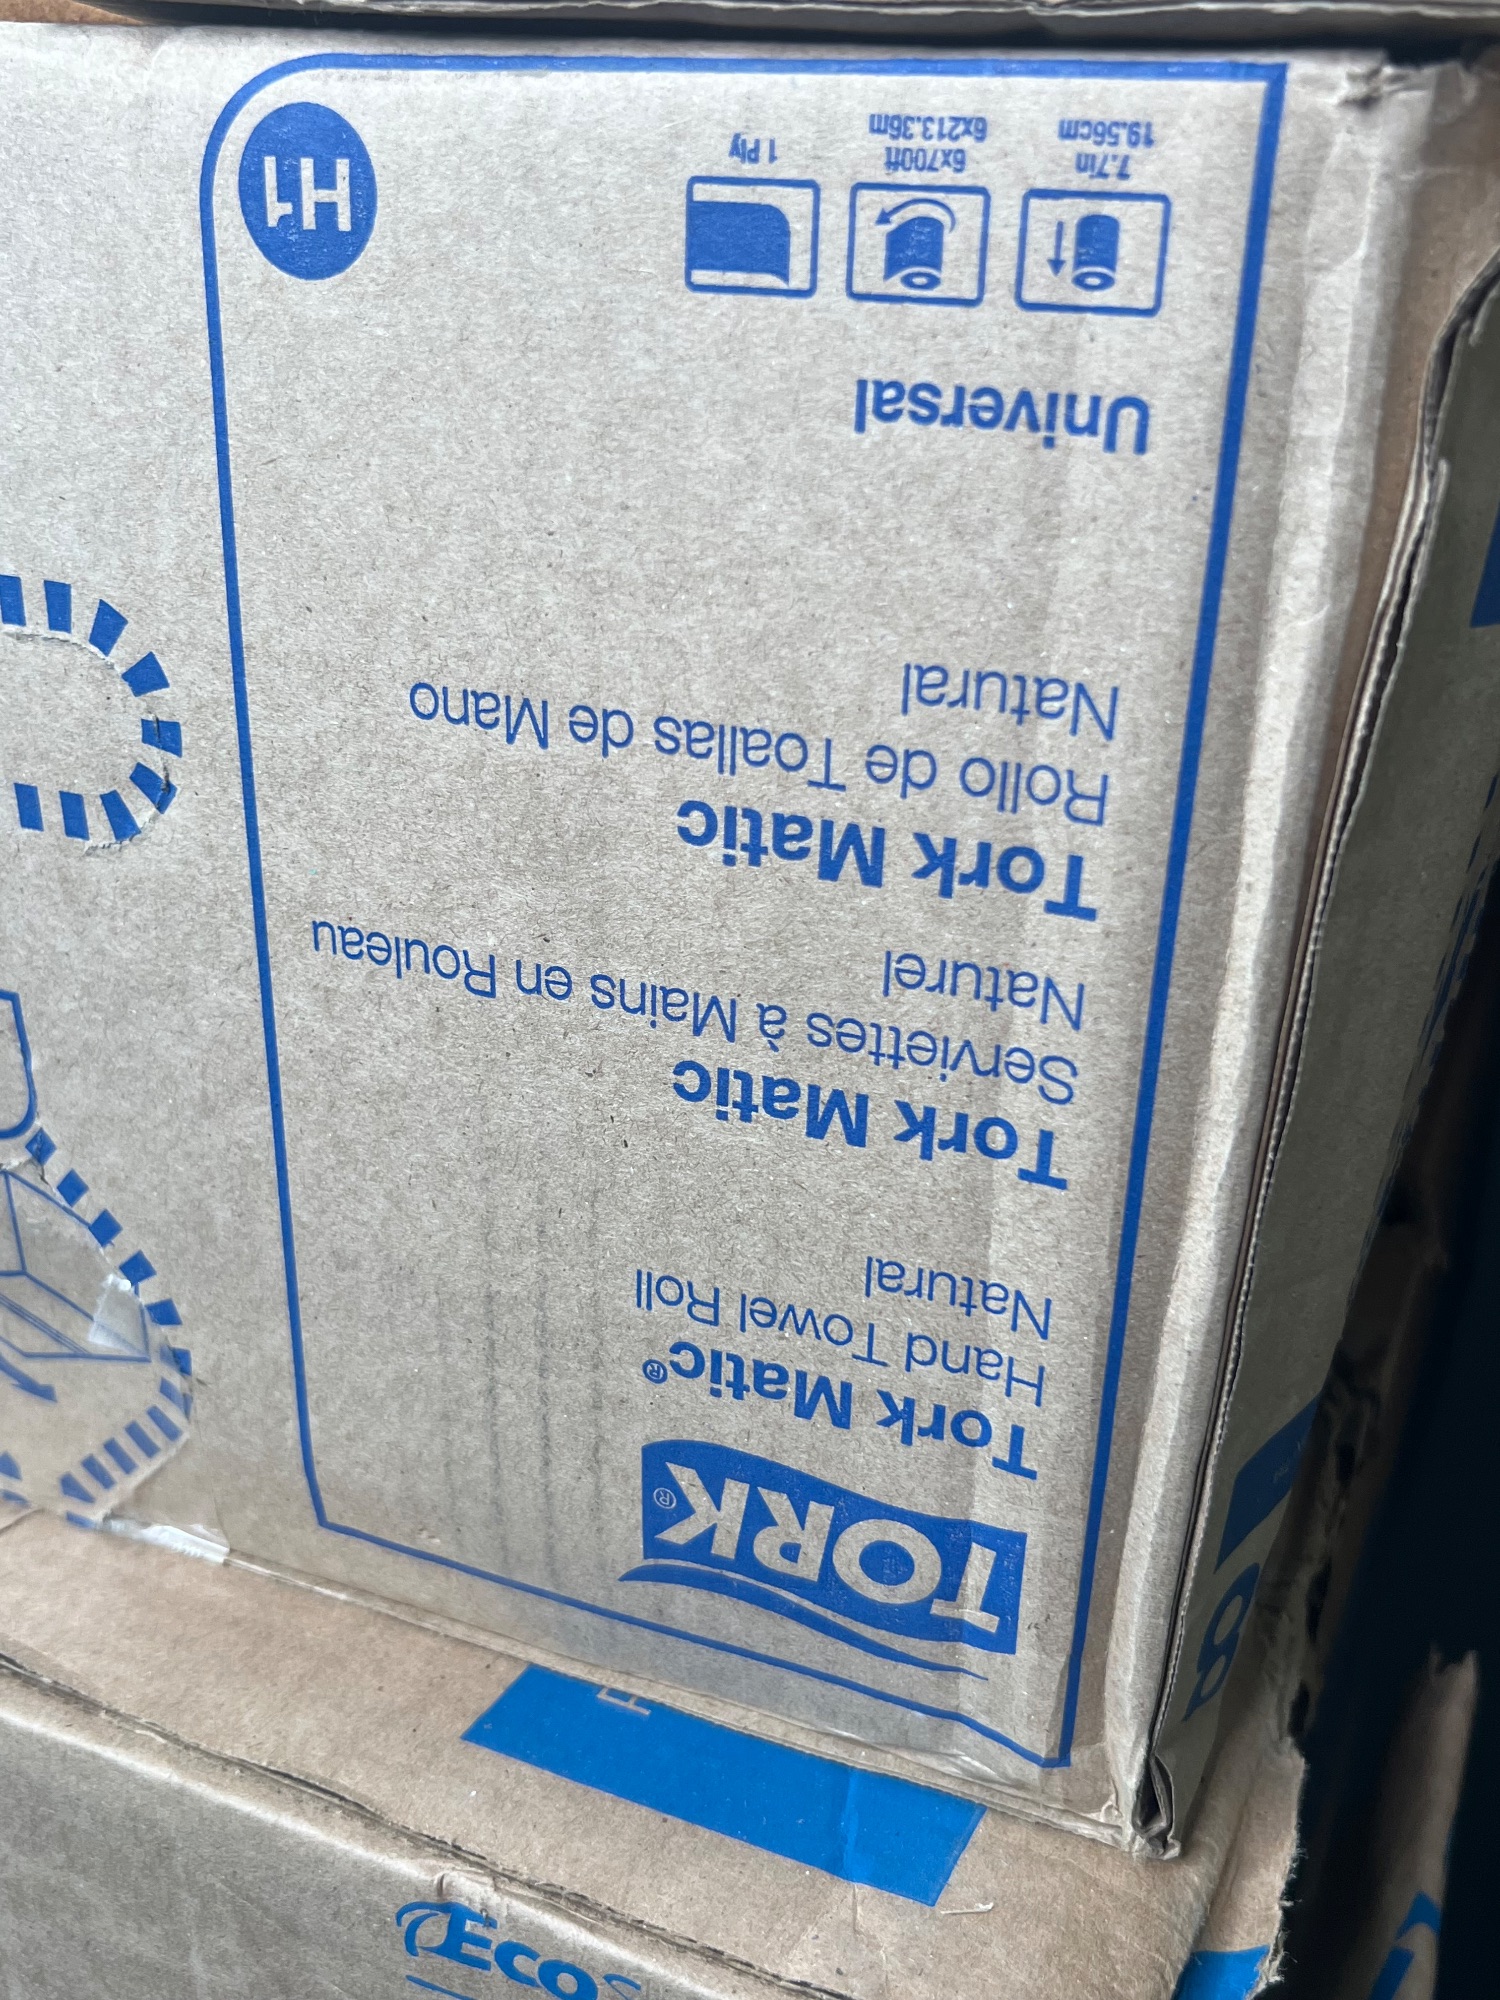 TORK®
Tork Matic®
Hand Towel Roll
Natural
Tork Matic
Serviettes à Mains en Rouleau
Naturel
Tork Matic
Rollo de Toallas de Mano
Natural
Universal
7.7in
19.56cm
6x700ft
6x213.36m
1 Ply
H1
8
Eco